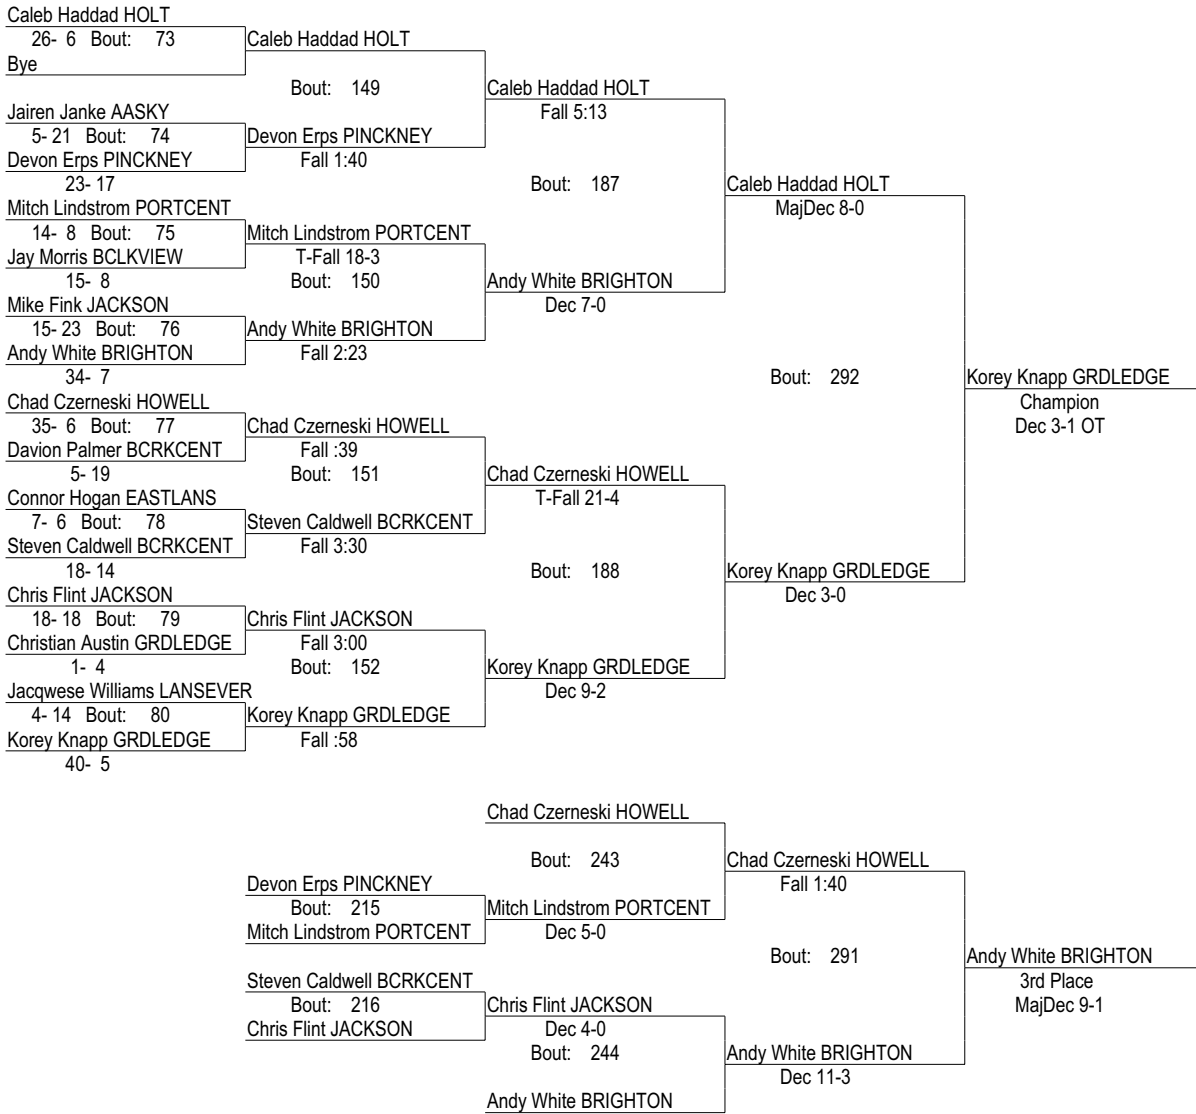 Caleb Haddad HOLT
26- 6 Bout: 73
Caleb Haddad HOLT
Bye
Bout: 149
Caleb Haddad HOLT
Jairen Janke AASKY
Fall 5:13
5- 21 Bout: 74
Devon Erps PINCKNEY
Devon Erps PINCKNEY
Fall 1:40
23- 17
Bout: 187
Caleb Haddad HOLT
Mitch Lindstrom PORTCENT
MajDec 8-0
14- 8 Bout: 75
Mitch Lindstrom PORTCENT
Jay Morris BCLKVIEW
T-Fall 18-3
15- 8
Bout: 150
Andy White BRIGHTON
Mike Fink JACKSON
Dec 7-0
15- 23 Bout: 76
Andy White BRIGHTON
Andy White BRIGHTON
Fall 2:23
34- 7
Bout: 292
Korey Knapp GRDLEDGE
Chad Czerneski HOWELL
Champion
35- 6 Bout: 77
Chad Czerneski HOWELL
Dec 3-1 OT
Davion Palmer BCRKCENT
Fall :39
5- 19
Bout: 151
Chad Czerneski HOWELL
Connor Hogan EASTLANS
T-Fall 21-4
7- 6 Bout: 78
Steven Caldwell BCRKCENT
Steven Caldwell BCRKCENT
Fall 3:30
18- 14
Bout: 188
Korey Knapp GRDLEDGE
Chris Flint JACKSON
Dec 3-0
18- 18 Bout: 79
Chris Flint JACKSON
Christian Austin GRDLEDGE
Fall 3:00
1- 4
Bout: 152
Korey Knapp GRDLEDGE
Jacqwese Williams LANSEVER
Dec 9-2
4- 14 Bout: 80
Korey Knapp GRDLEDGE
Korey Knapp GRDLEDGE
Fall :58
40- 5
Chad Czerneski HOWELL
Bout: 243
Chad Czerneski HOWELL
Devon Erps PINCKNEY
Fall 1:40
Bout: 215
Mitch Lindstrom PORTCENT
Mitch Lindstrom PORTCENT
Dec 5-0
Bout: 291
Andy White BRIGHTON
Steven Caldwell BCRKCENT
3rd Place
Bout: 216
Chris Flint JACKSON
MajDec 9-1
Chris Flint JACKSON
Dec 4-0
Bout: 244
Andy White BRIGHTON
Dec 11-3
Andy White BRIGHTON